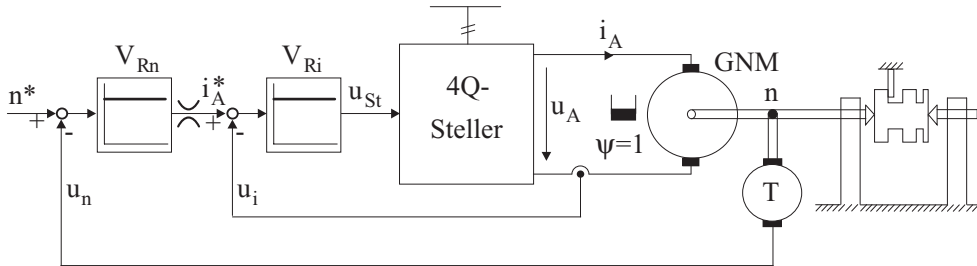 V_Rn
i_A^*
V_Ri
i_A
GNM
n*
+
-
+
-
u_St
4Q-
Steller
u_A
ψ=1
n
u_n
u_i
T